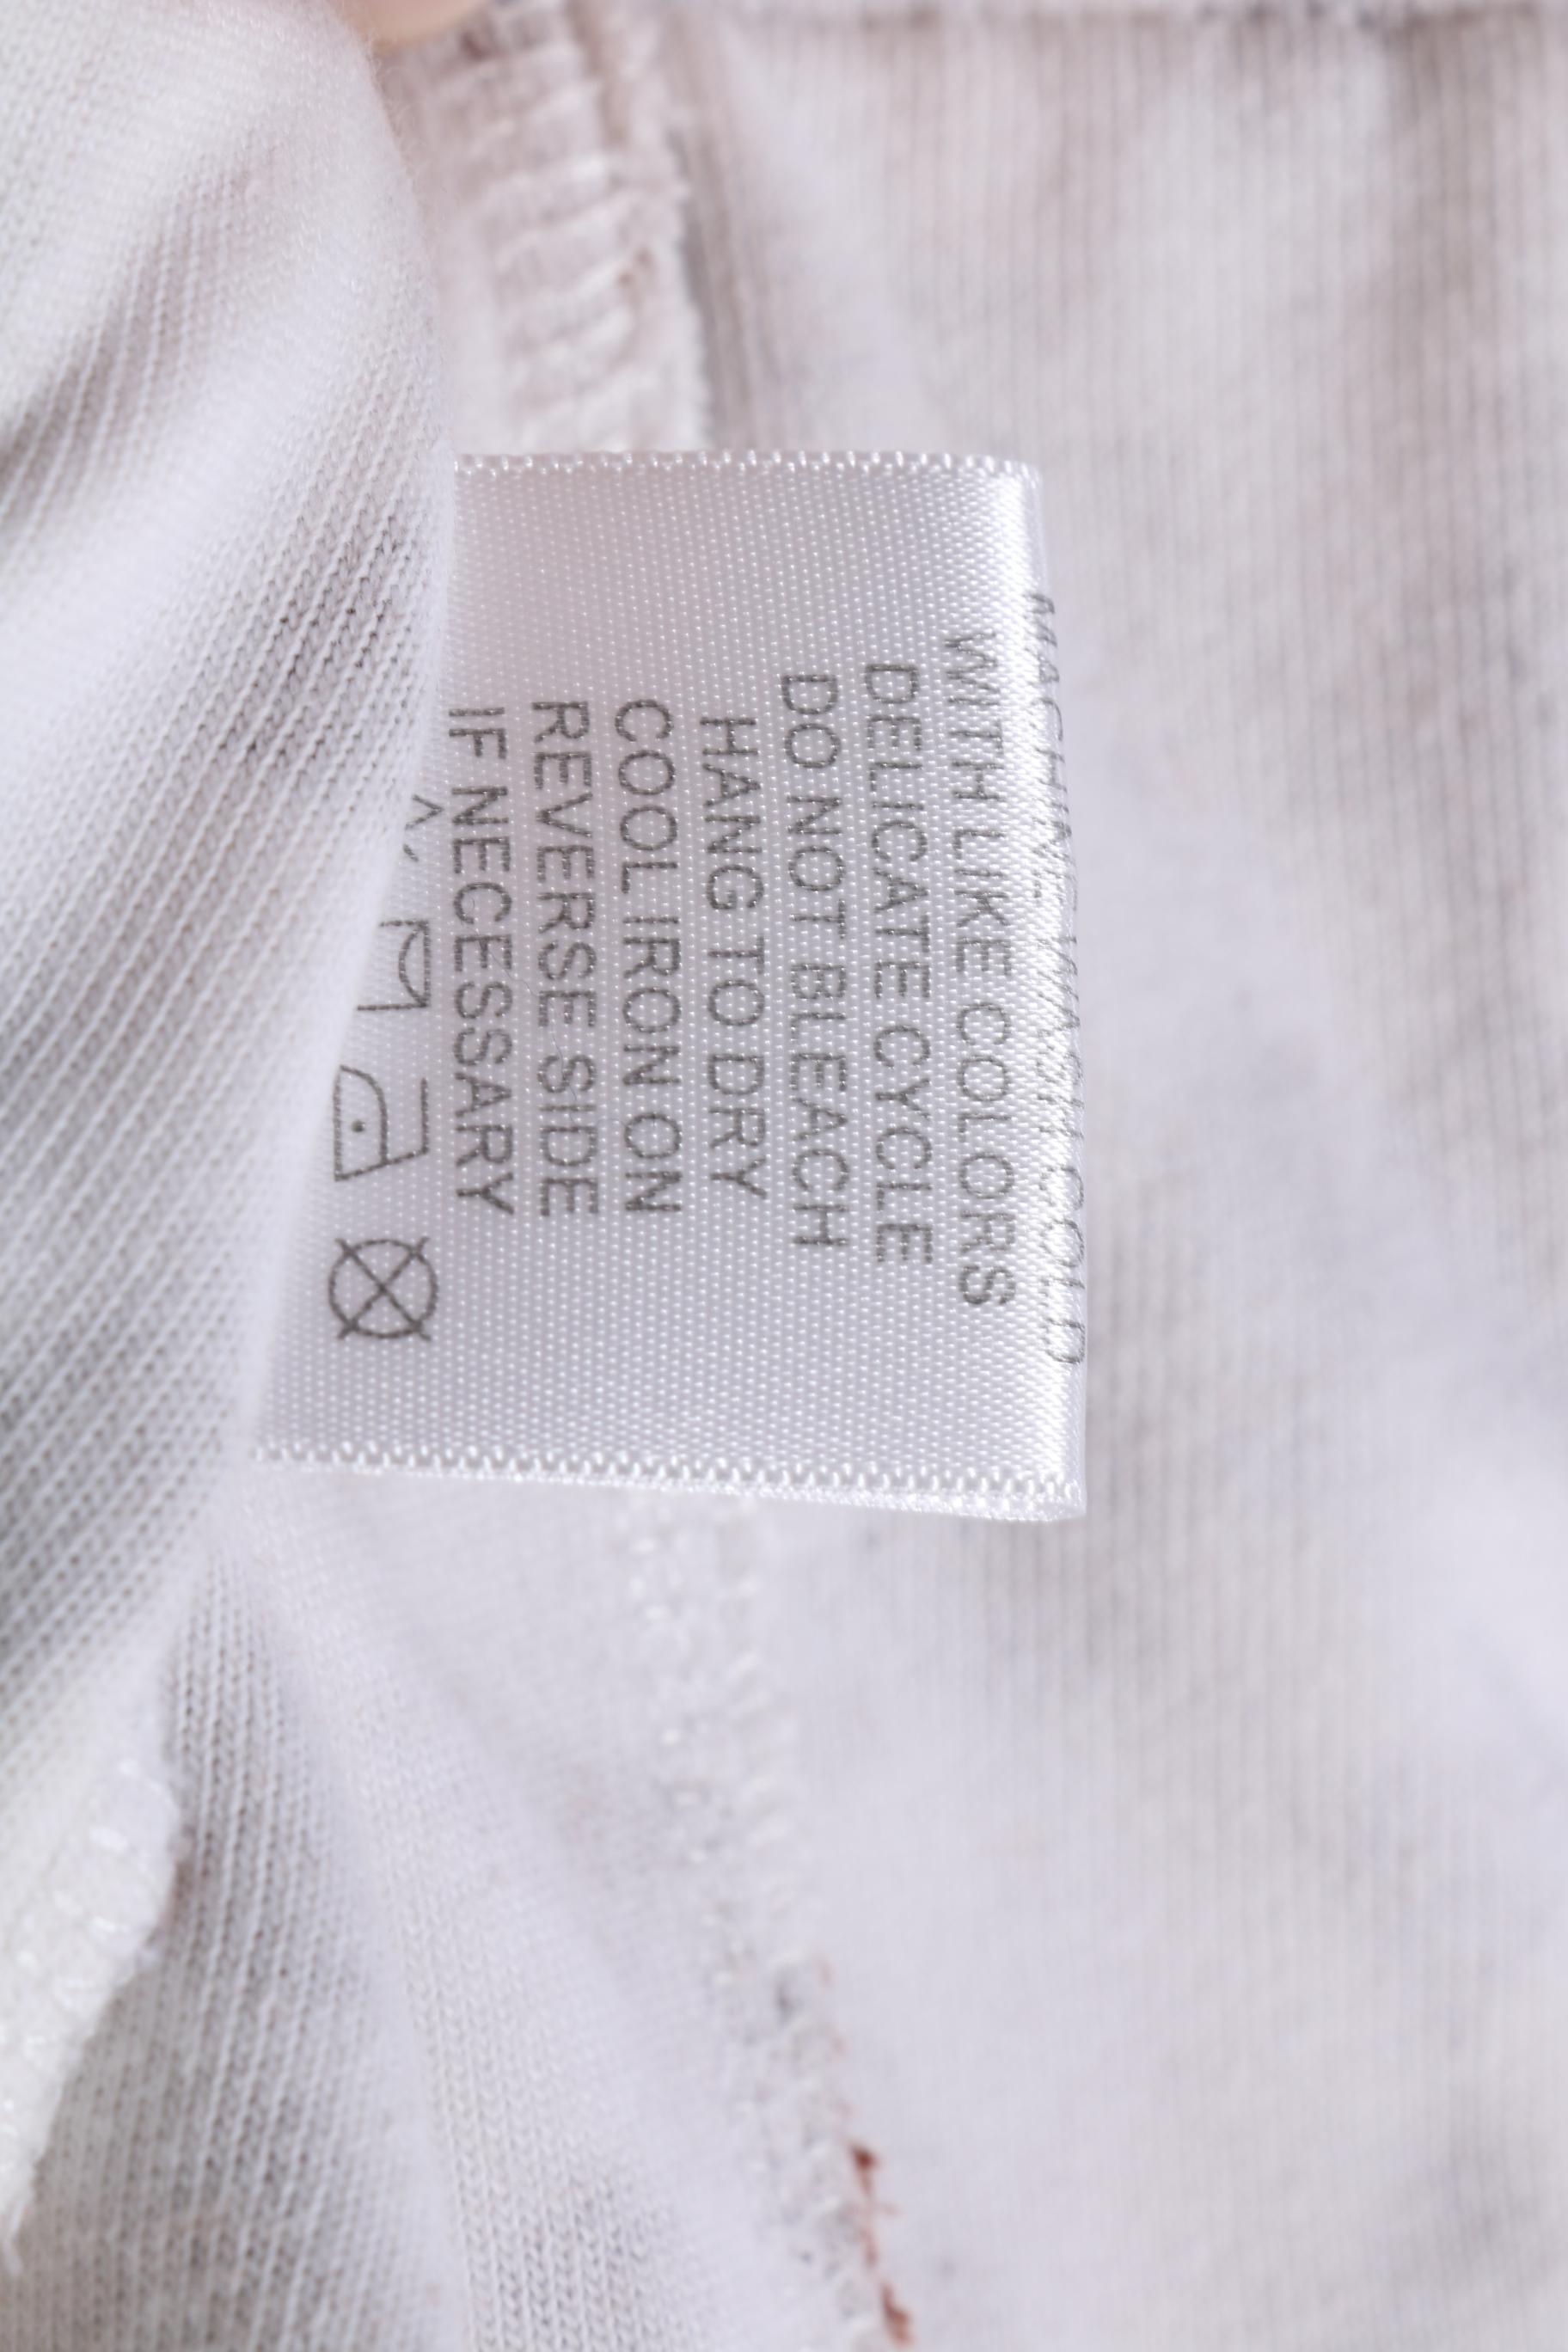 MACHINE WASH COLD
WITH LIKE COLORS
DELICATE CYCLE
DO NOT BLEACH
HANG TO DRY
COOL IRON ON
REVERSE SIDE
IF NECESSARY